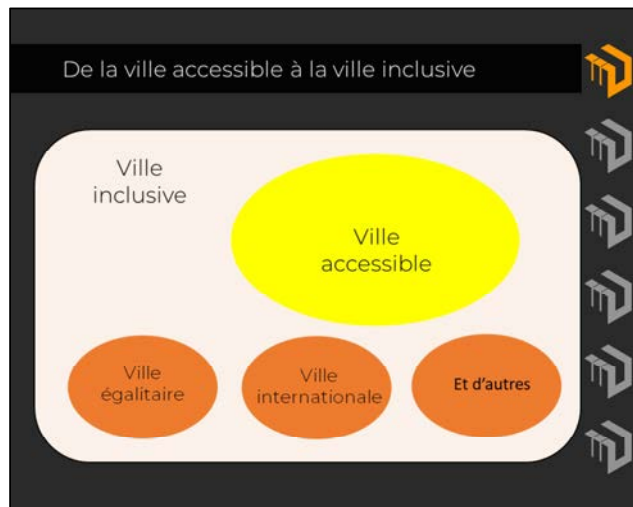 De la ville accessible à la ville inclusive
Ville
inclusive
Ville
accessible
Ville
égalitaire
Ville
internationale
Et d'autres